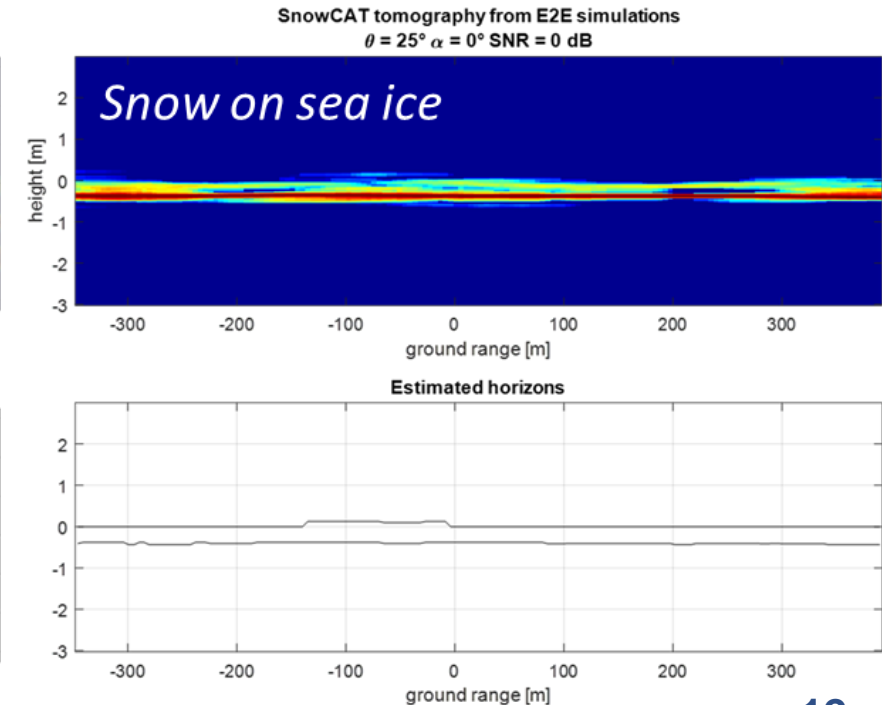 SnowCAT tomography from E2E simulations
θ = 25° α = 0° SNR = 0 dB
Snow on sea ice
height [m]
2
1
0
-1
-2
-3
-300 -200 -100 0 100 200 300
ground range [m]
Estimated horizons
2
1
0
-1
-2
-3
-300 -200 -100 0 100 200 300
ground range [m]